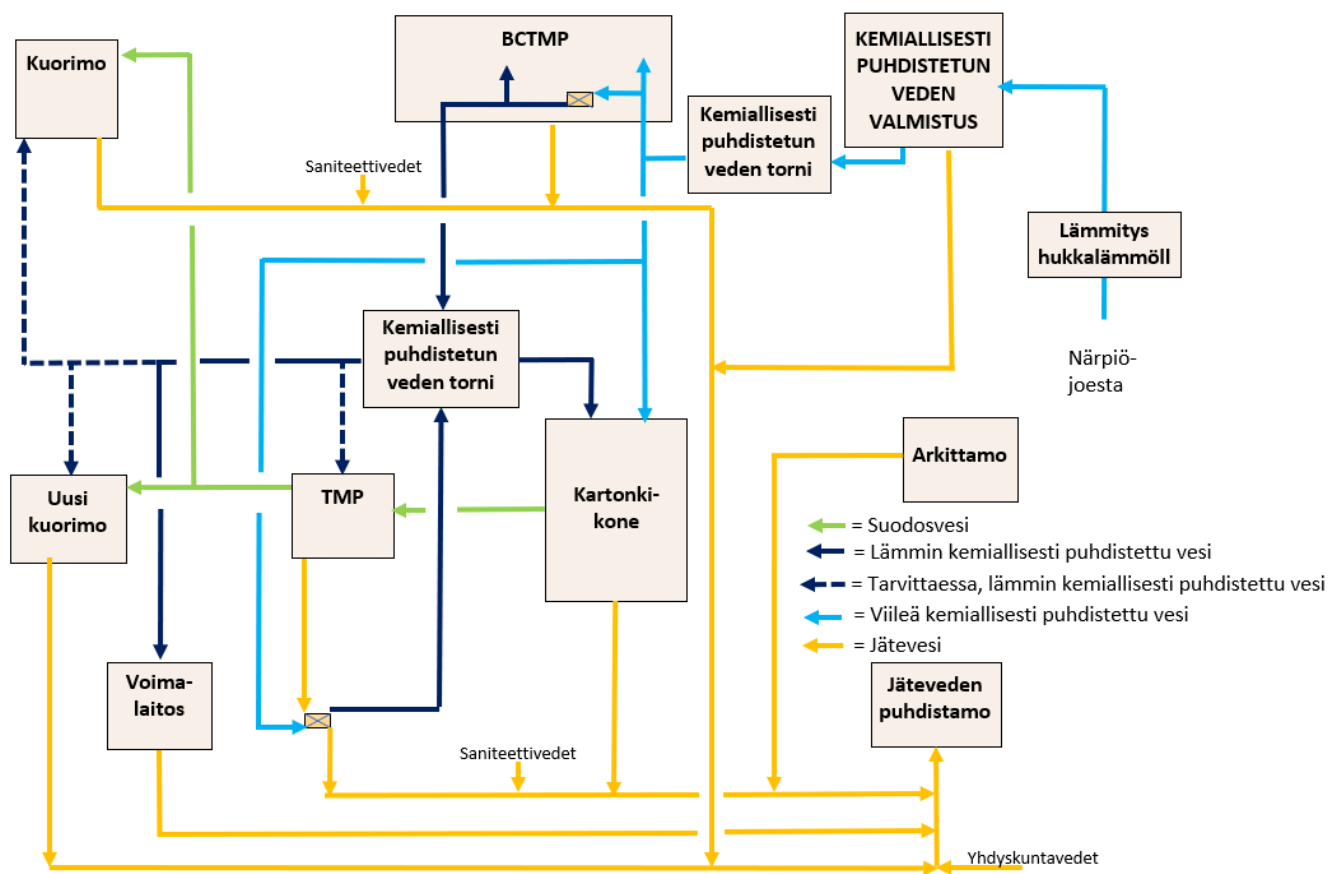 Kuorimo
BCTMP
KEMIALLISESTI
PUHDISTETUN
VEDEN
VALMISTUS
Kemiallisesti
puhdistetun
veden torni
Saniteettivedet
Lämmitys
hukkalämmöll
Kemiallisesti
puhdistetun
veden torni
Närpiö-
joesta
Uusi
kuorimo
TMP
Kartonki-
kone
Arkittamo
= Suodosvesi
= Lämmin kemiallisesti puhdistettu vesi
= Tarvittaessa, lämmin kemiallisesti puhdistettu vesi
= Viileä kemiallisesti puhdistettu vesi
= Jätevesi
Voima-
laitos
Jäteveden
puhdistamo
Saniteettivedet
Yhdyskuntavedet